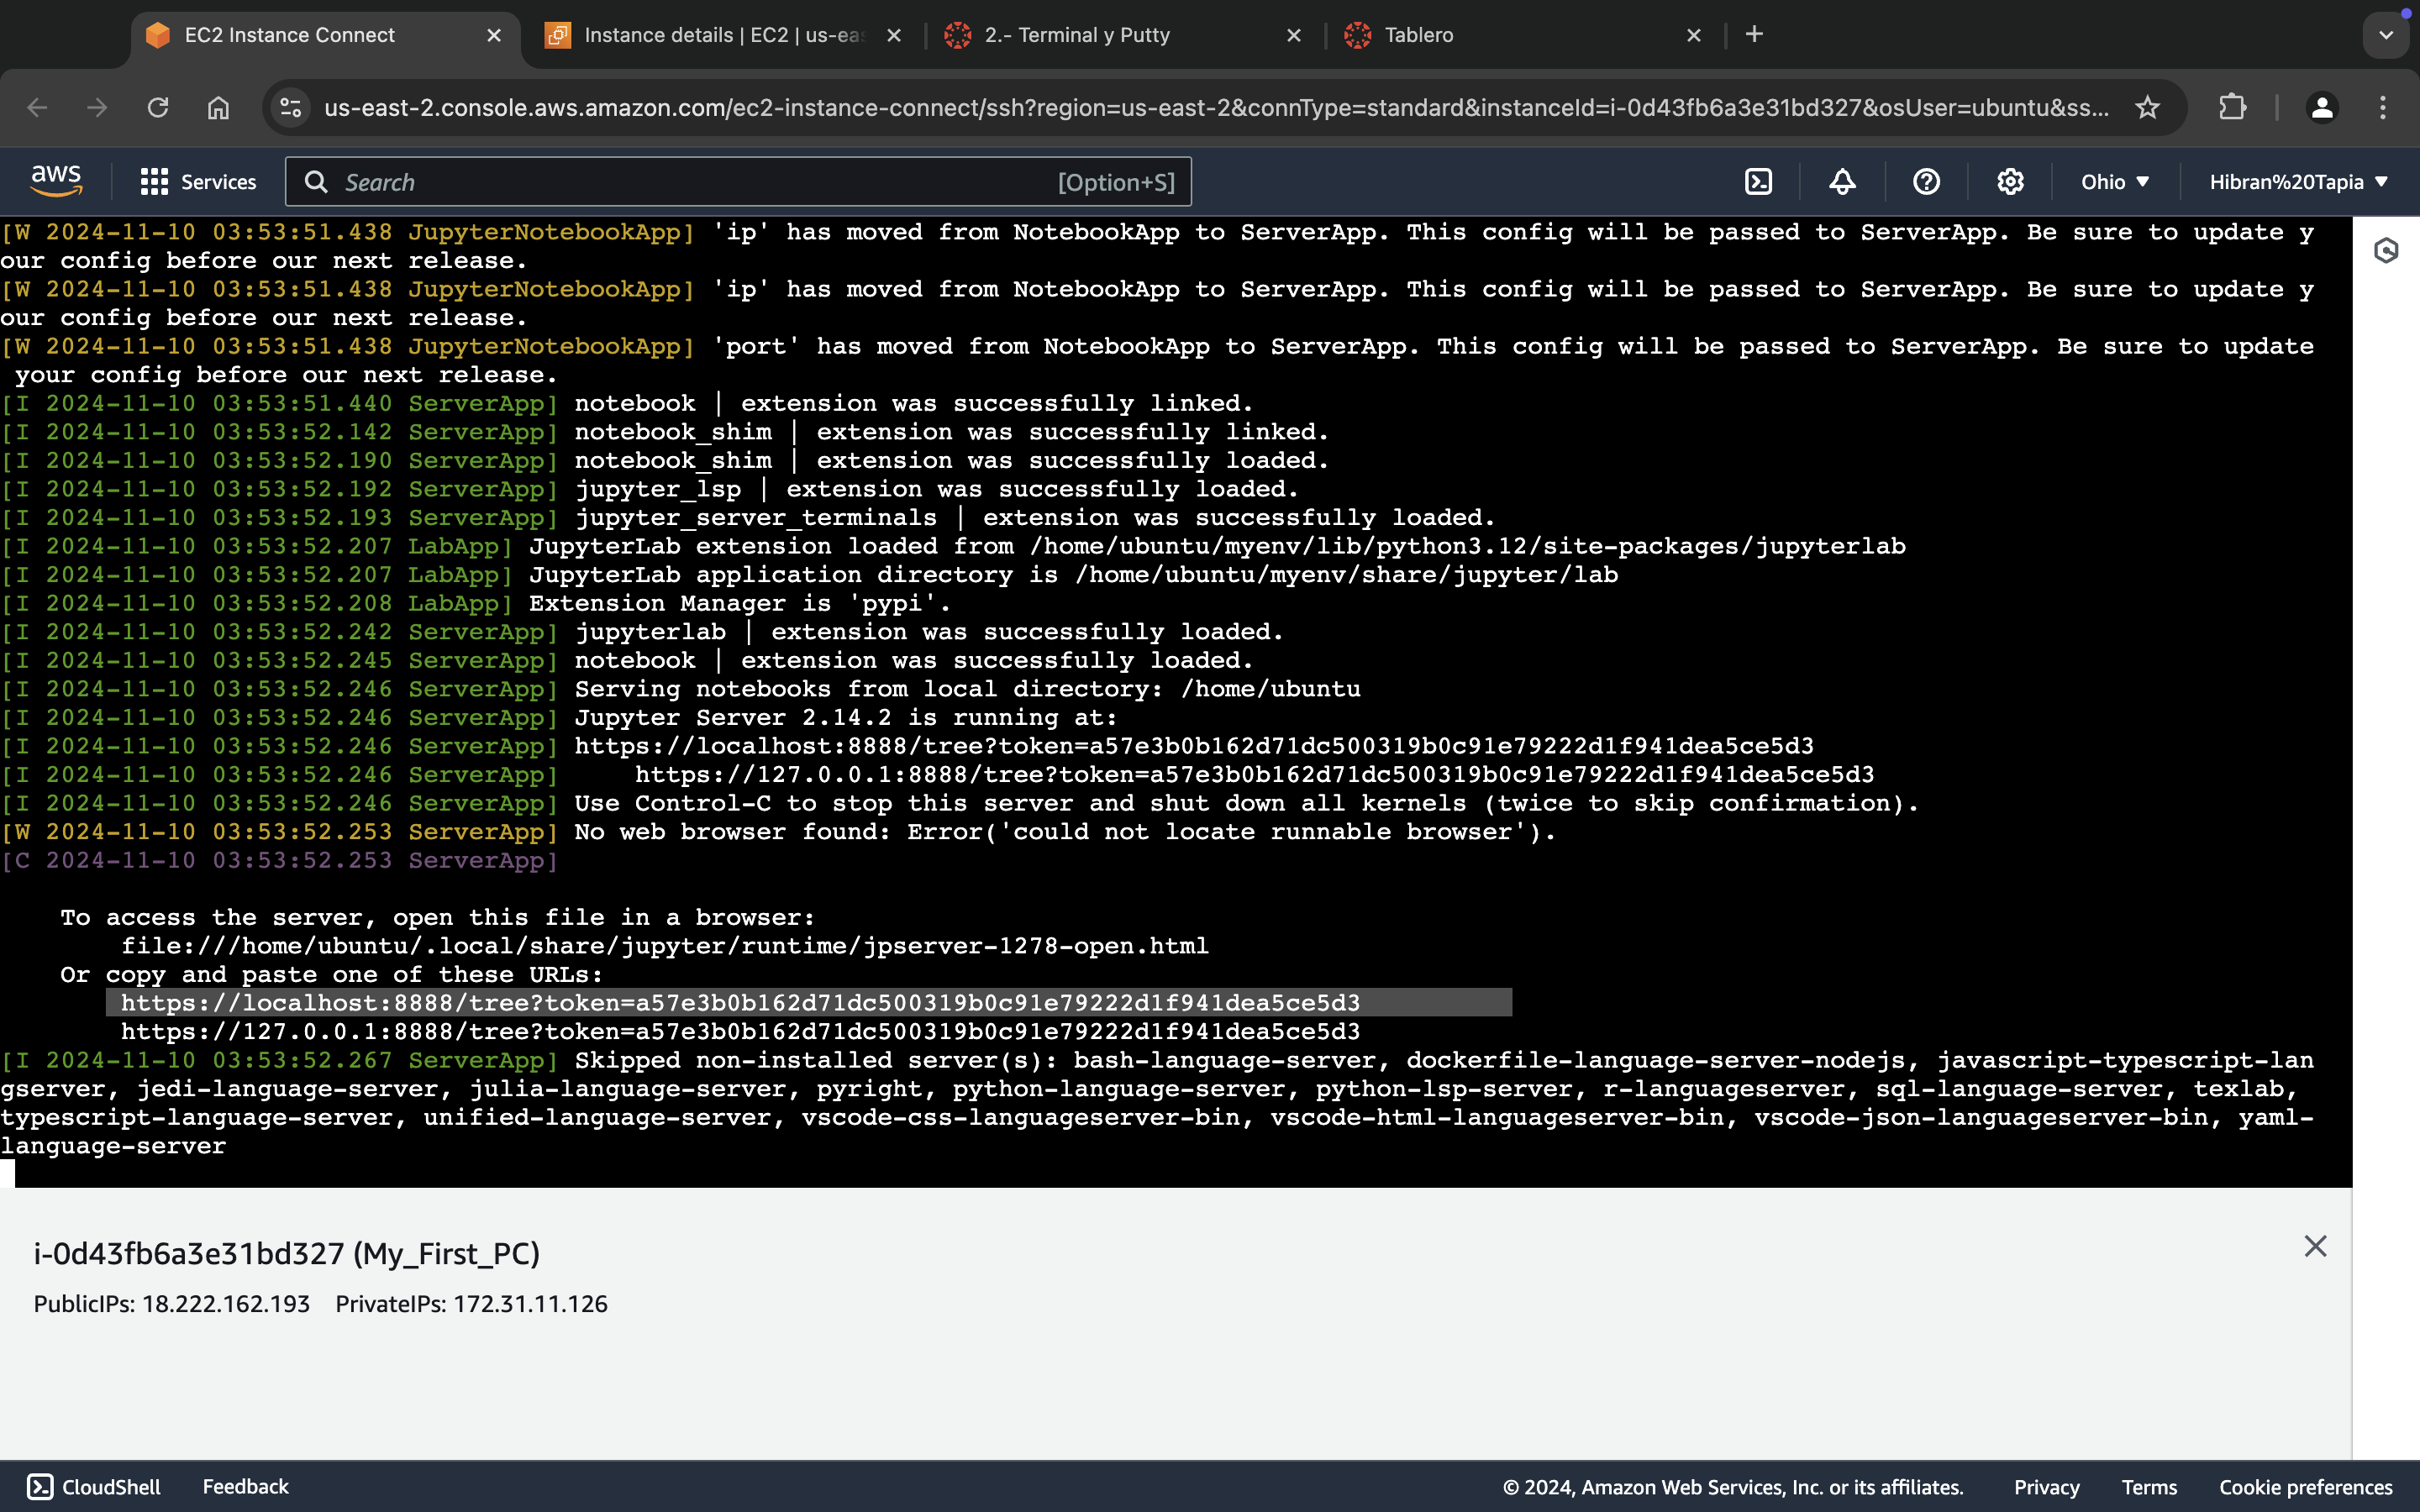 EC2 Instance Connect
Instance details | EC2 | us-eas
2.- Terminal y Putty
Tablero
us-east-2.console.aws.amazon.com/ec2-instance-connect/ssh?region=us-east-2&connType=standard&instanceId=i-0d43fb6a3e31bd327&osUser=ubuntu&ss...
aws
Services
Search
[Option+S]
Ohio
Hibran%20Tapia
[W 2024-11-10 03:53:51.438 JupyterNotebookApp] 'ip' has moved from NotebookApp to ServerApp. This config will be passed to ServerApp. Be sure to update y
our config before our next release.
[W 2024-11-10 03:53:51.438 JupyterNotebookApp] 'ip' has moved from NotebookApp to ServerApp. This config will be passed to ServerApp. Be sure to update y
our config before our next release.
[W 2024-11-10 03:53:51.438 JupyterNotebookApp] 'port' has moved from NotebookApp to ServerApp. This config will be passed to ServerApp. Be sure to update
 your config before our next release.
[I 2024-11-10 03:53:51.440 ServerApp] notebook | extension was successfully linked.
[I 2024-11-10 03:53:52.142 ServerApp] notebook_shim | extension was successfully linked.
[I 2024-11-10 03:53:52.190 ServerApp] notebook_shim | extension was successfully loaded.
[I 2024-11-10 03:53:52.192 ServerApp] jupyter_lsp | extension was successfully loaded.
[I 2024-11-10 03:53:52.193 ServerApp] jupyter_server_terminals | extension was successfully loaded.
[I 2024-11-10 03:53:52.207 LabApp] JupyterLab extension loaded from /home/ubuntu/myenv/lib/python3.12/site-packages/jupyterlab
[I 2024-11-10 03:53:52.207 LabApp] JupyterLab application directory is /home/ubuntu/myenv/share/jupyter/lab
[I 2024-11-10 03:53:52.208 LabApp] Extension Manager is 'pypi'.
[I 2024-11-10 03:53:52.242 ServerApp] jupyterlab | extension was successfully loaded.
[I 2024-11-10 03:53:52.245 ServerApp] notebook | extension was successfully loaded.
[I 2024-11-10 03:53:52.246 ServerApp] Serving notebooks from local directory: /home/ubuntu
[I 2024-11-10 03:53:52.246 ServerApp] Jupyter Server 2.14.2 is running at:
[I 2024-11-10 03:53:52.246 ServerApp] https://localhost:8888/tree?token=a57e3b0b162d71dc500319b0c91e79222d1f941dea5ce5d3
[I 2024-11-10 03:53:52.246 ServerApp]     https://127.0.0.1:8888/tree?token=a57e3b0b162d71dc500319b0c91e79222d1f941dea5ce5d3
[I 2024-11-10 03:53:52.246 ServerApp] Use Control-C to stop this server and shut down all kernels (twice to skip confirmation).
[W 2024-11-10 03:53:52.253 ServerApp] No web browser found: Error('could not locate runnable browser').
[C 2024-11-10 03:53:52.253 ServerApp]
To access the server, open this file in a browser:
file:///home/ubuntu/.local/share/jupyter/runtime/jpserver-1278-open.html
Or copy and paste one of these URLs:
https://localhost:8888/tree?token=a57e3b0b162d71dc500319b0c91e79222d1f941dea5ce5d3
https://127.0.0.1:8888/tree?token=a57e3b0b162d71dc500319b0c91e79222d1f941dea5ce5d3
[I 2024-11-10 03:53:52.267 ServerApp] Skipped non-installed server(s): bash-language-server, dockerfile-language-server-nodejs, javascript-typescript-lan
gserver, jedi-language-server, julia-language-server, pyright, python-language-server, python-lsp-server, r-languageserver, sql-language-server, texlab,
typescript-language-server, unified-language-server, vscode-css-languageserver-bin, vscode-html-languageserver-bin, vscode-json-languageserver-bin, yaml-
language-server
i-0d43fb6a3e31bd327 (My_First_PC)
PublicIPs: 18.222.162.193 PrivateIPs: 172.31.11.126
CloudShell
Feedback
© 2024, Amazon Web Services, Inc. or its affiliates.
Privacy
Terms
Cookie preferences